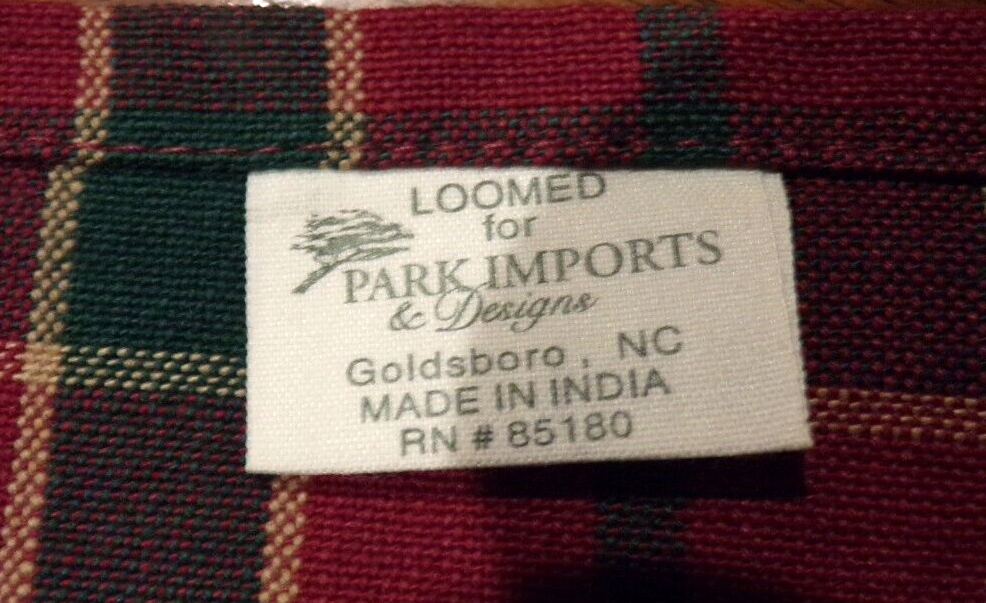 LOOMED
for
PARK IMPORTS
& Designs
Goldsboro, NC
MADE IN INDIA
RN # 85180